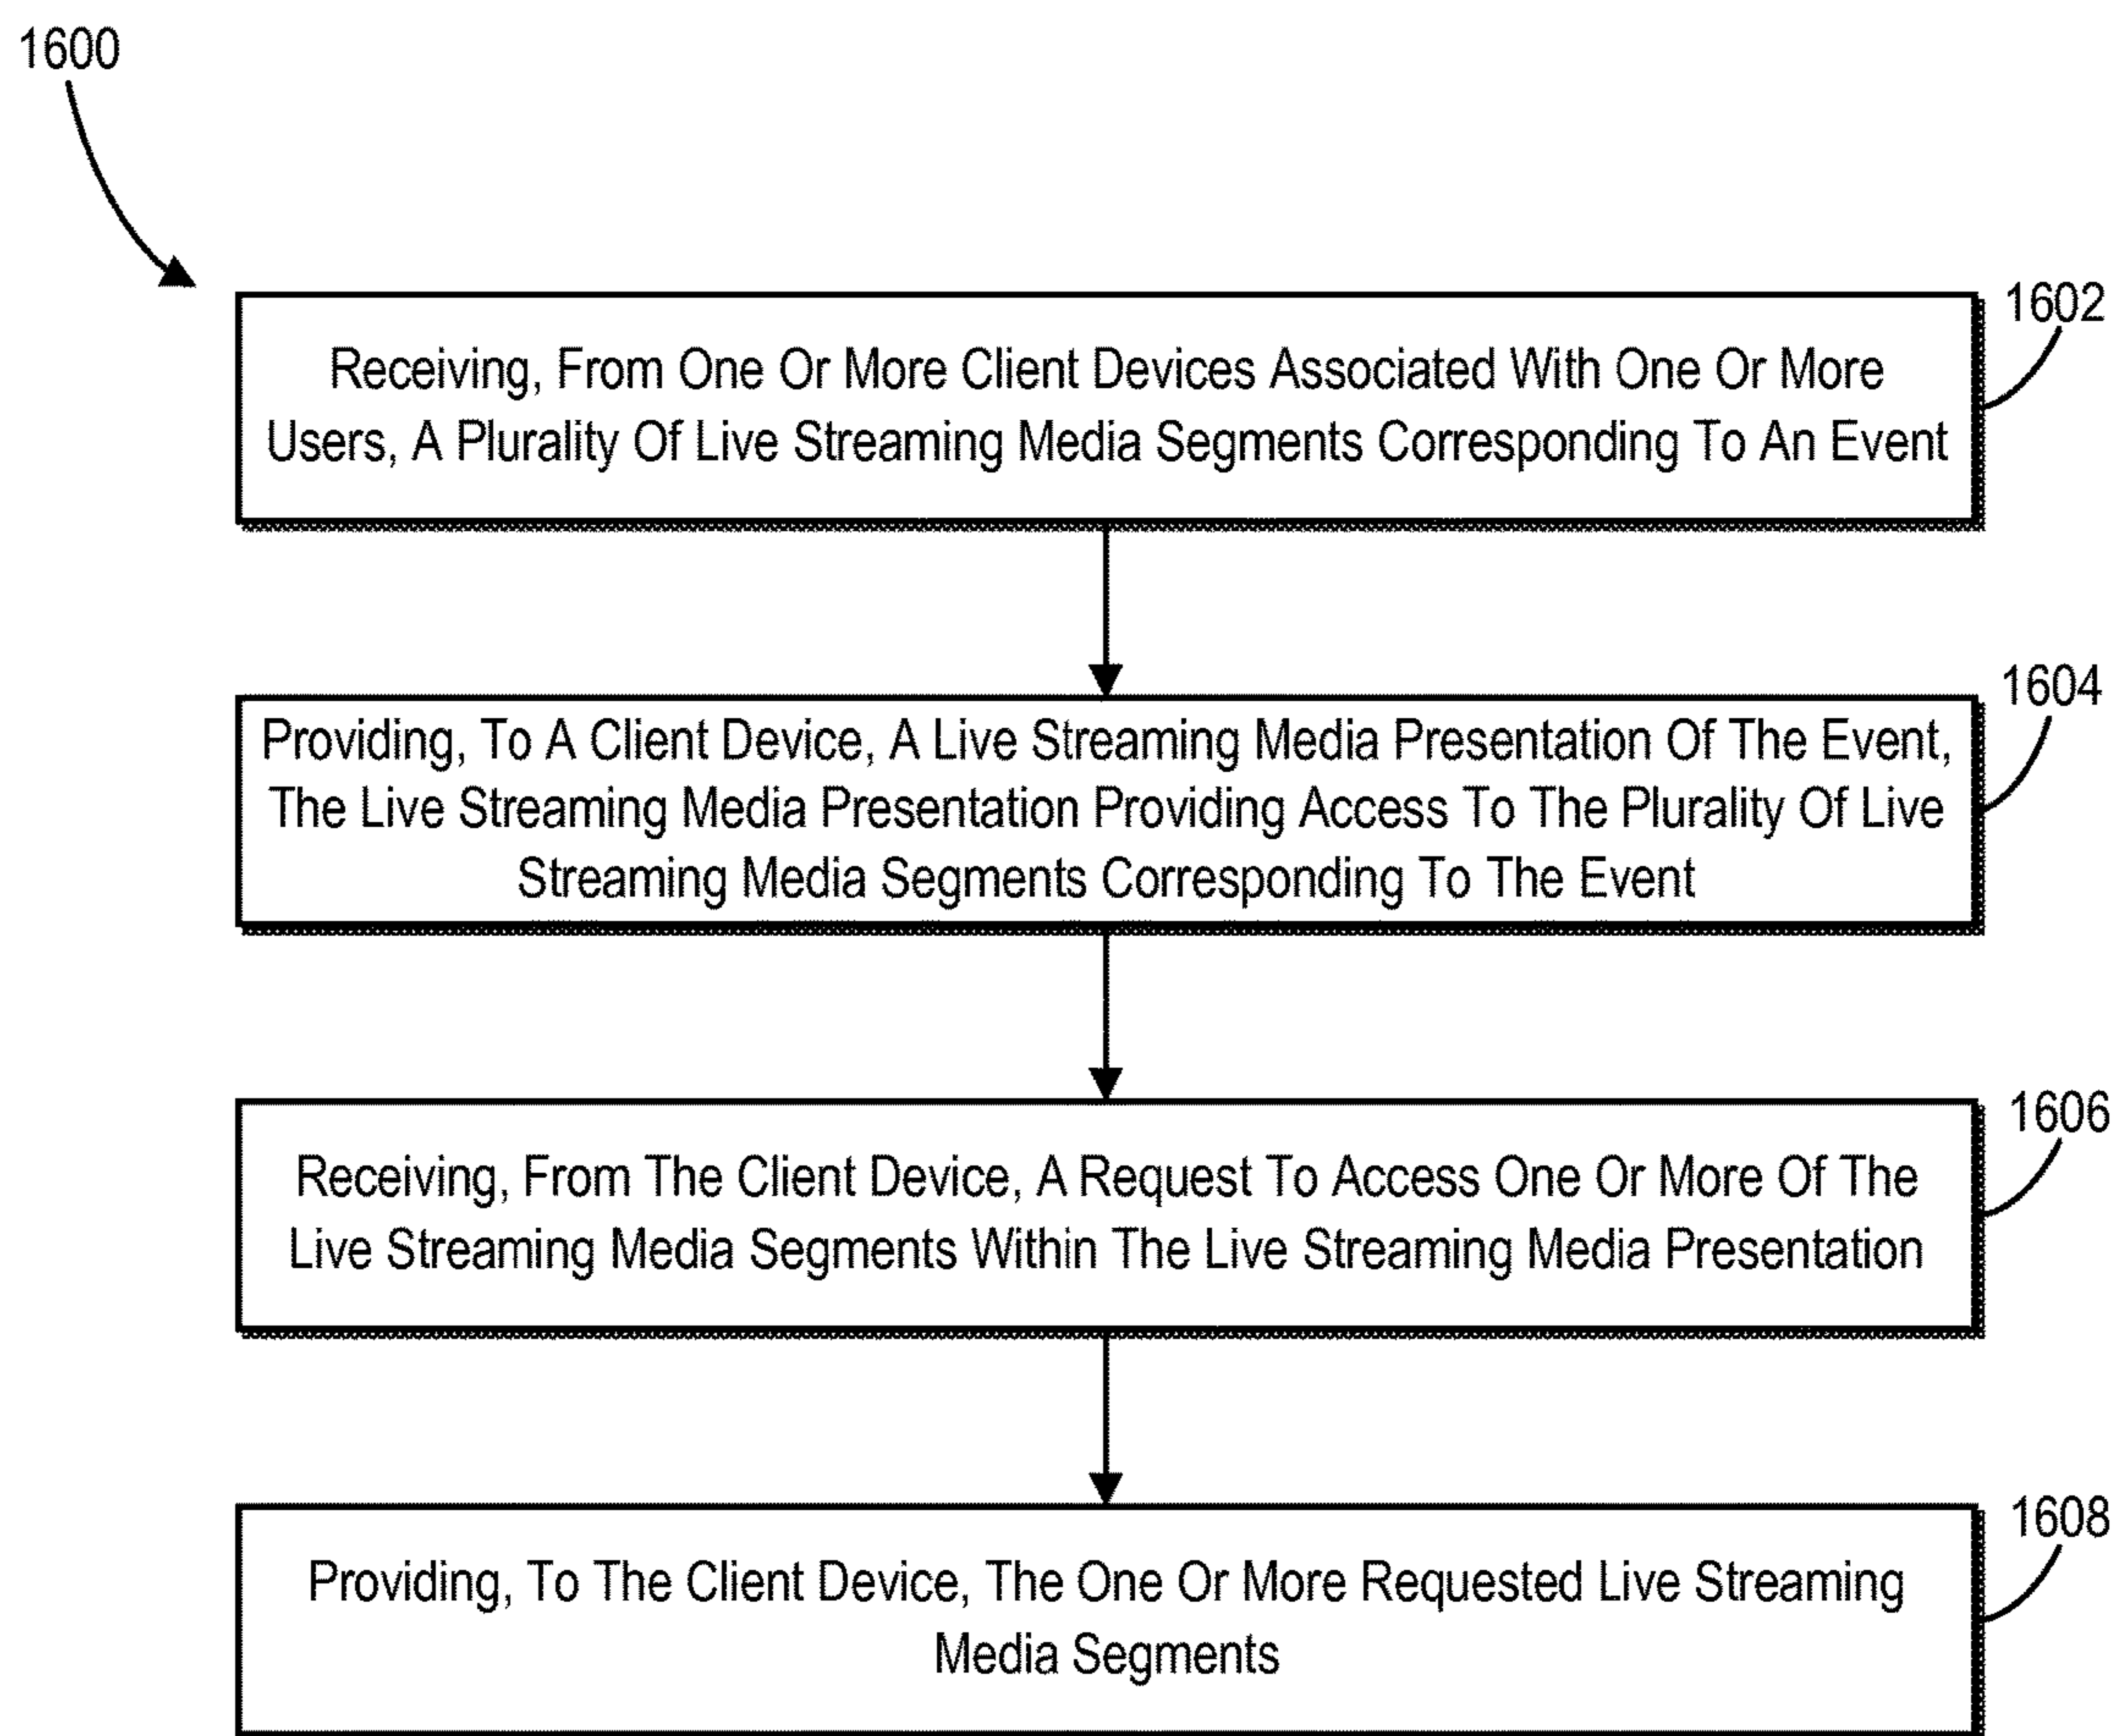 1600
1602
Receiving, From One Or More Client Devices Associated With One Or More
Users, A Plurality Of Live Streaming Media Segments Corresponding To An Event
1604
Providing, To A Client Device, A Live Streaming Media Presentation Of The Event,
The Live Streaming Media Presentation Providing Access To The Plurality Of Live
Streaming Media Segments Corresponding To The Event
1606
Receiving, From The Client Device, A Request To Access One Or More Of The
Live Streaming Media Segments Within The Live Streaming Media Presentation
1608
Providing, To The Client Device, The One Or More Requested Live Streaming
Media Segments